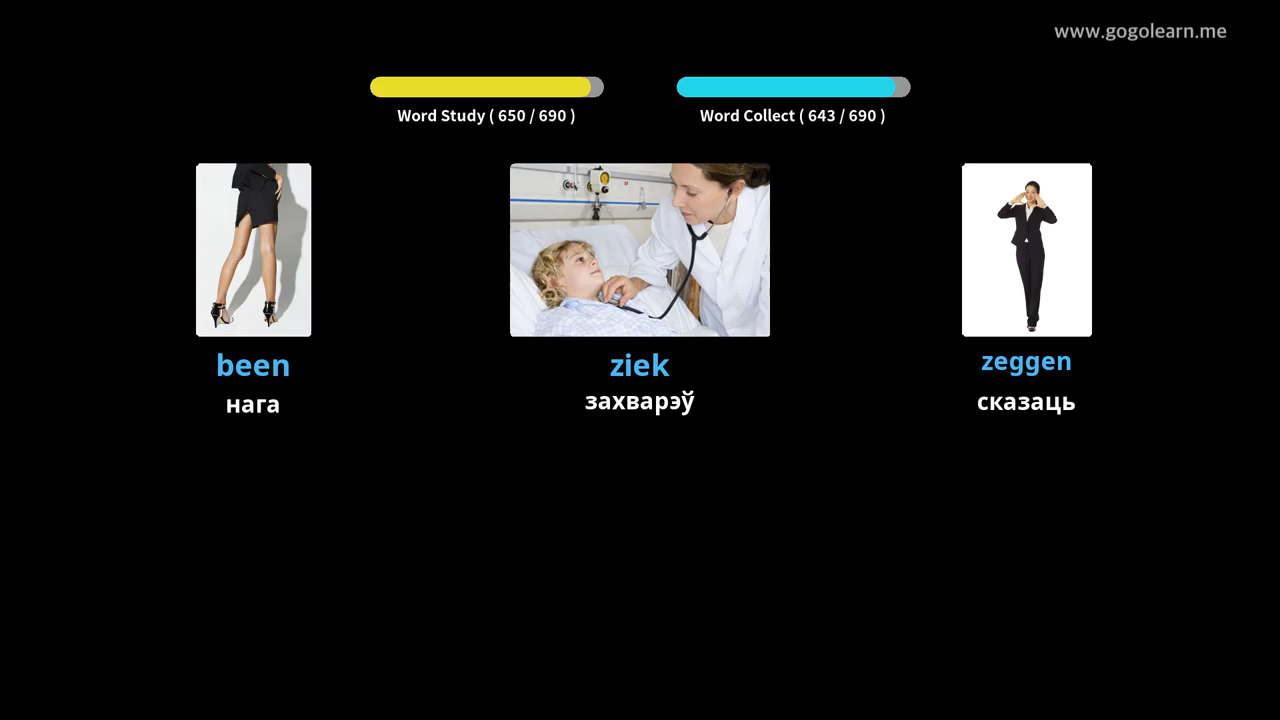 www.gogolearn.me
Word Study ( 650 / 690 )
Word Collect ( 643 / 690 )
been
ziek
zeggen
нага
захварэў
сказаць